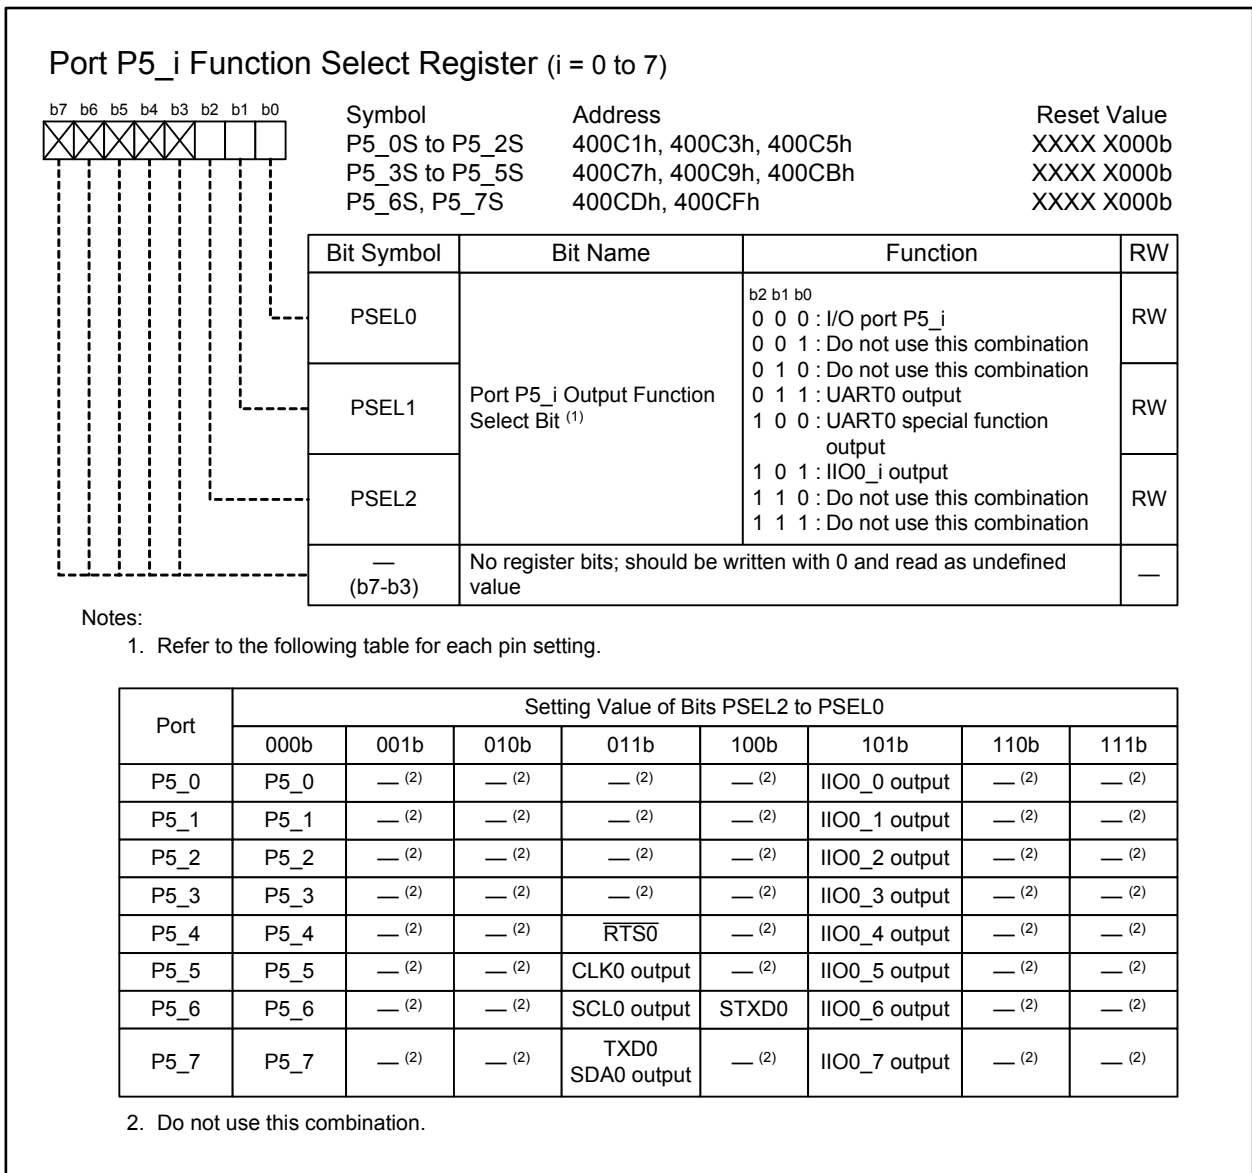 Port P5_i Function Select Register (i = 0 to 7)
b7 b6 b5 b4 b3 b2 b1 b0
Symbol Address Reset Value
P5_0S to P5_2S 400C1h, 400C3h, 400C5h XXXX X000b
P5_3S to P5_5S 400C7h, 400C9h, 400CBh XXXX X000b
P5_6S, P5_7S 400CDh, 400CFh XXXX X000b
Bit Symbol Bit Name Function RW
PSEL0
PSEL1
PSEL2
Port P5_i Output Function
Select Bit (1)
b2 b1 b0
0 0 0 : I/O port P5_i
0 0 1 : Do not use this combination
0 1 0 : Do not use this combination
0 1 1 : UART0 output
1 0 0 : UART0 special function
output
1 0 1 : IIO0_i output
1 1 0 : Do not use this combination
1 1 1 : Do not use this combination
RW
RW
RW
—
(b7-b3)
No register bits; should be written with 0 and read as undefined
value
—
Notes:
1. Refer to the following table for each pin setting.
Port
Setting Value of Bits PSEL2 to PSEL0
000b 001b 010b 011b 100b 101b 110b 111b
P5_0 P5_0 — (2) — (2) — (2) — (2) IIO0_0 output — (2) — (2)
P5_1 P5_1 — (2) — (2) — (2) — (2) IIO0_1 output — (2) — (2)
P5_2 P5_2 — (2) — (2) — (2) — (2) IIO0_2 output — (2) — (2)
P5_3 P5_3 — (2) — (2) — (2) — (2) IIO0_3 output — (2) — (2)
P5_4 P5_4 — (2) — (2) R̅T̅S̅0̅ — (2) IIO0_4 output — (2) — (2)
P5_5 P5_5 — (2) — (2) CLK0 output — (2) IIO0_5 output — (2) — (2)
P5_6 P5_6 — (2) — (2) SCL0 output STXD0 IIO0_6 output — (2) — (2)
P5_7 P5_7 — (2) — (2) TXD0
SDA0 output — (2) IIO0_7 output — (2) — (2)
2. Do not use this combination.